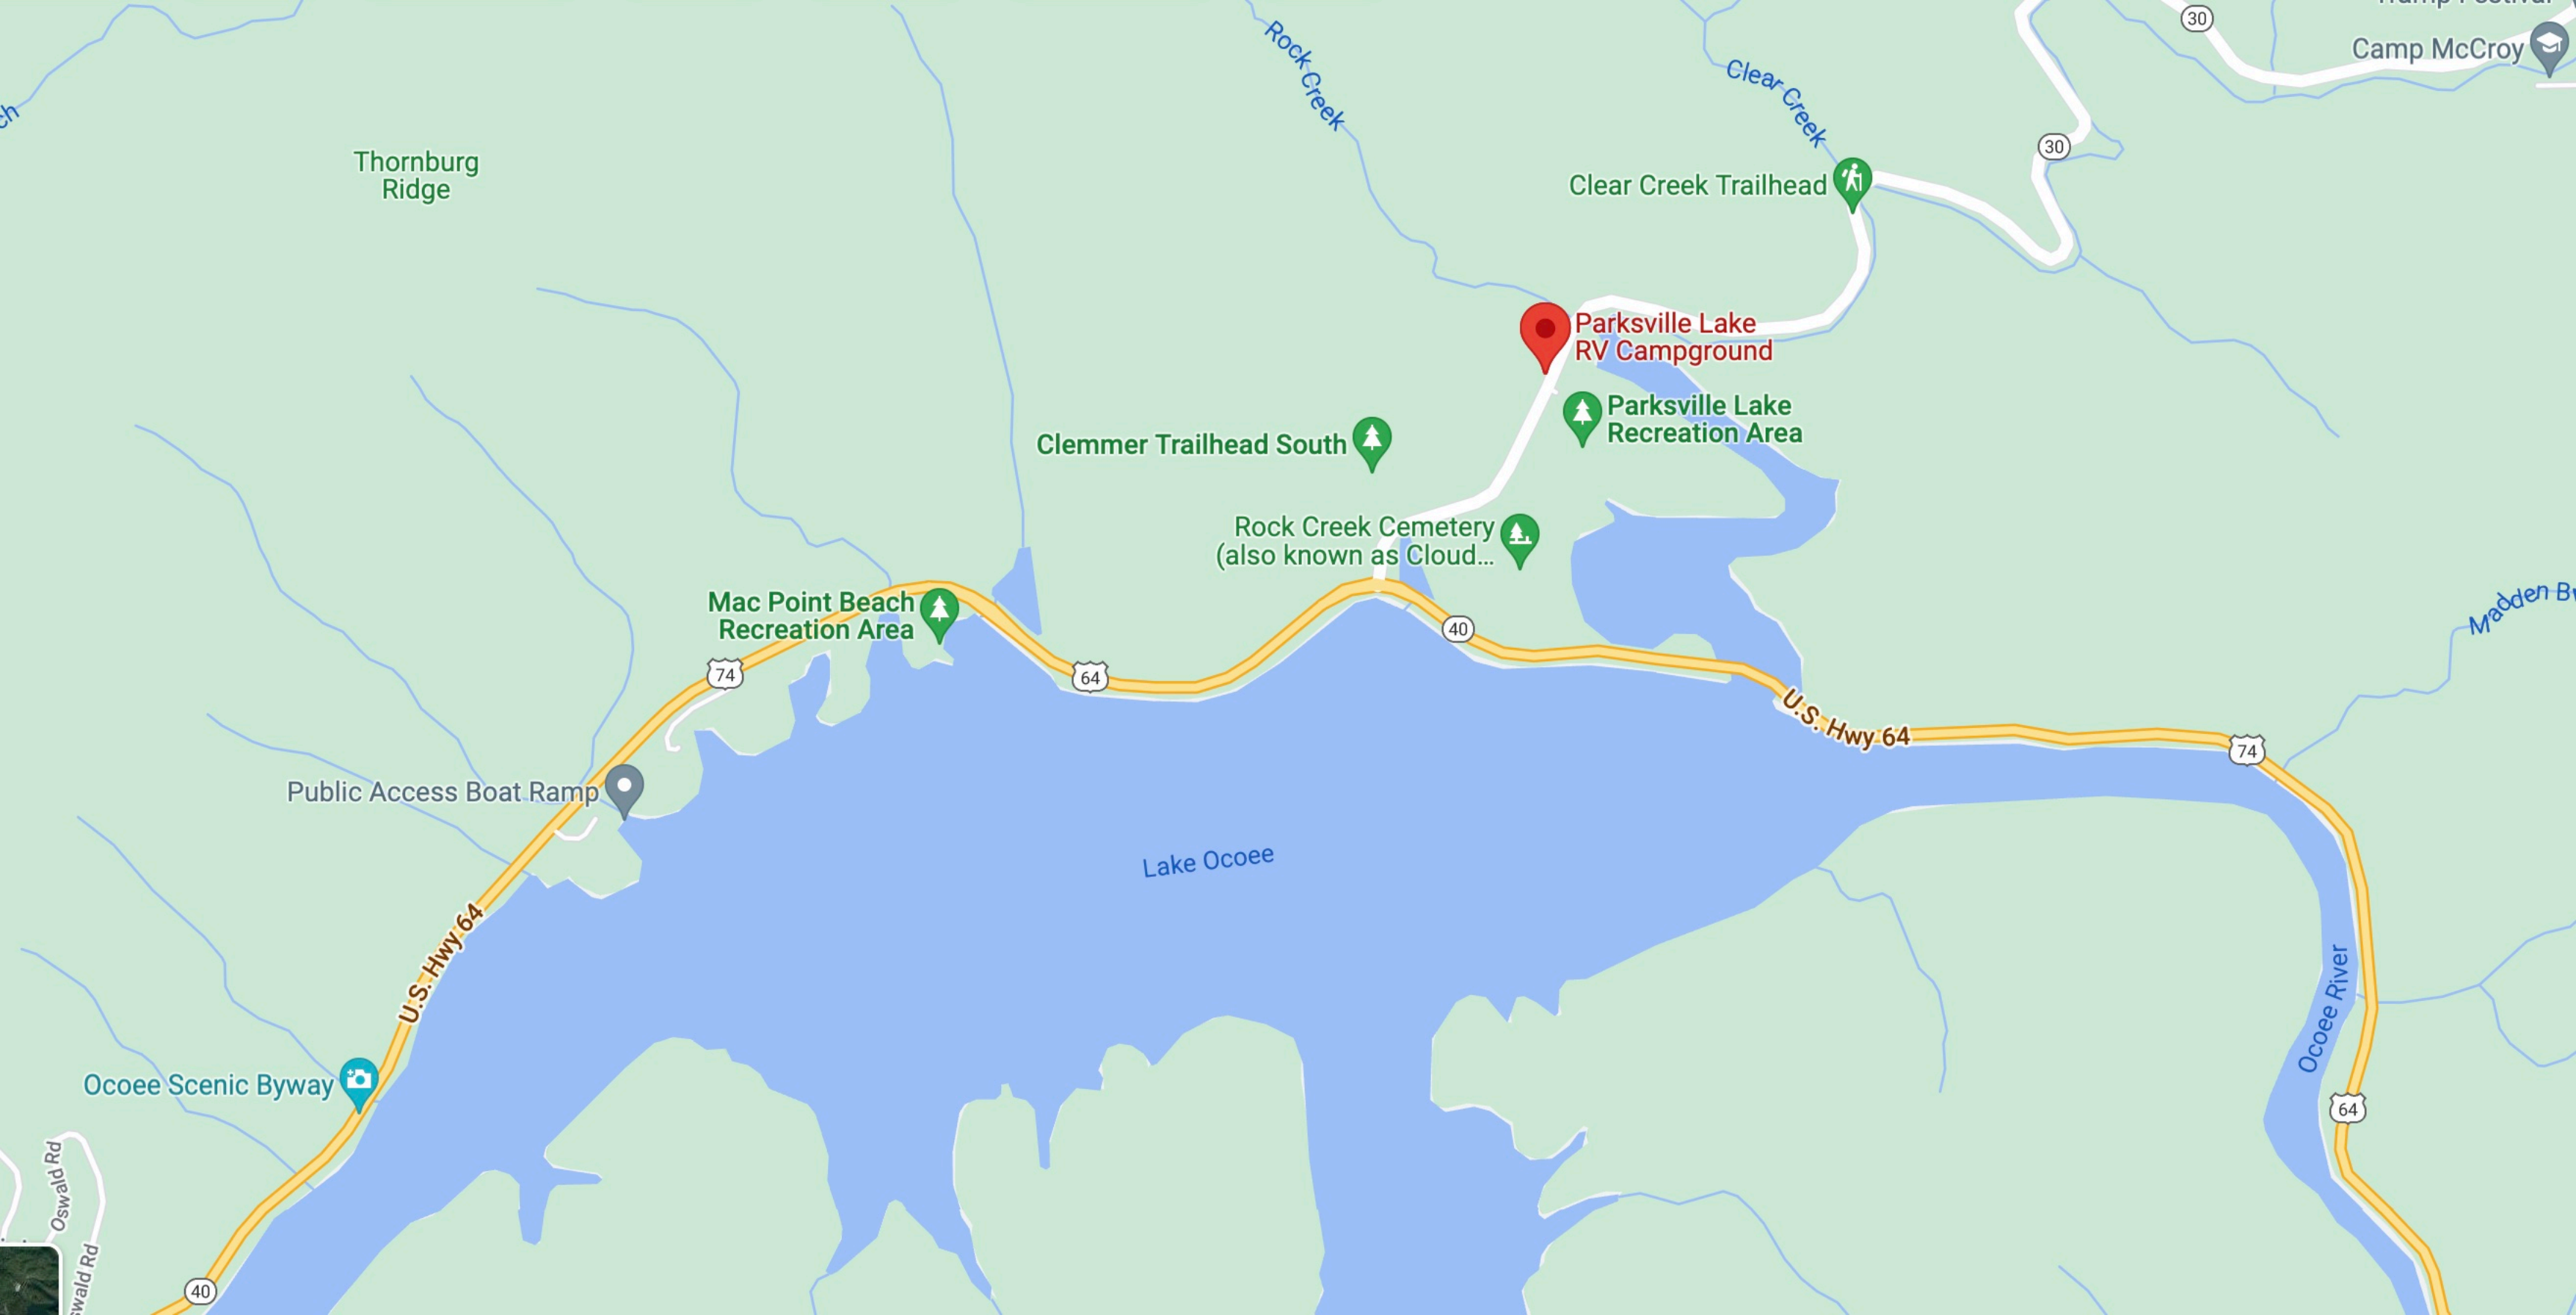 30
Camp McCroy
Rock Creek
Clear Creek
30
Thornburg
Ridge
Clear Creek Trailhead
Parksville Lake
RV Campground
Parksville Lake
Recreation Area
Clemmer Trailhead South
Rock Creek Cemetery
(also known as Cloud...
Mac Point Beach
Recreation Area
40
74
64
Madden
U.S. Hwy 64
74
Public Access Boat Ramp
Lake Ocoee
U.S. Hwy 64
Ocoee River
Ocoee Scenic Byway
64
Oswald Rd
Rd
40